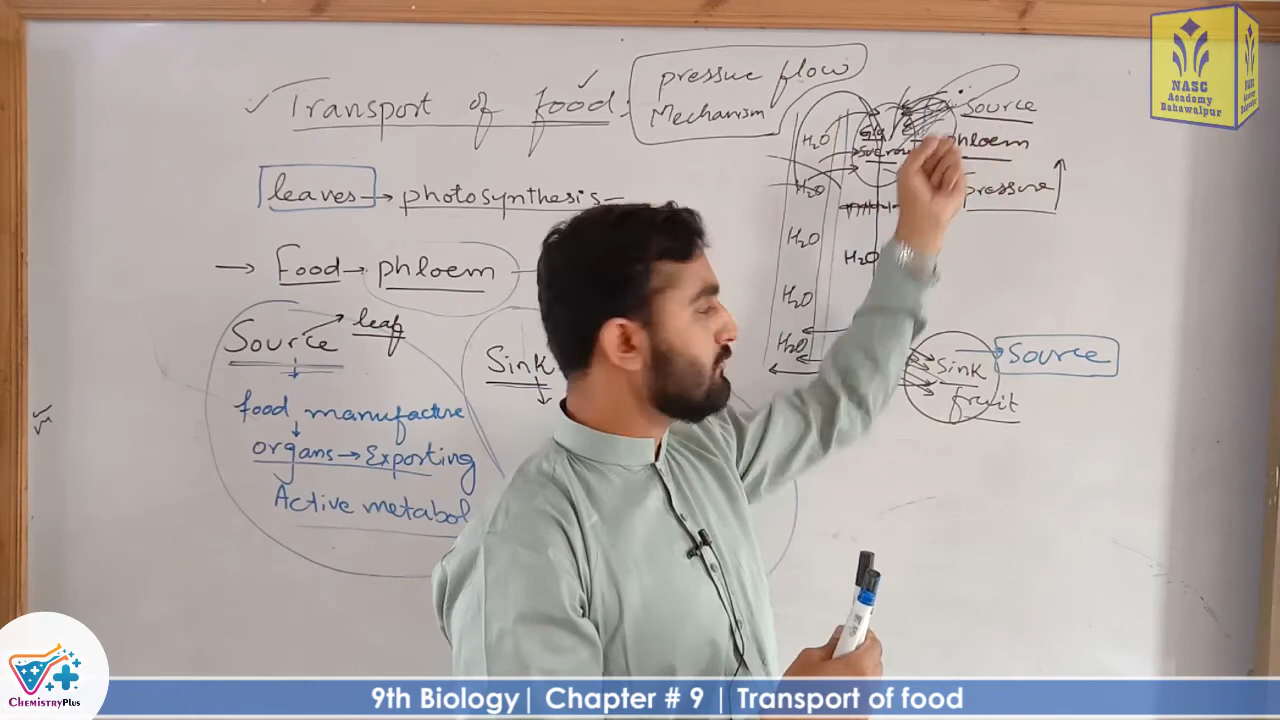 Transport of food :
pressure flow
Mechanism
leaves → photosynthesis
→ Food → phloem
Source
leaf
food manufacture
organs → Exporting
Active metabol
Sink
H₂O
H₂O
H₂O
H₂O
H₂O
H₂O
Source
phloem
pressure
Sink
fruit
Source
NASC
Academy
Bahawalpur
CHEMISTRYPLUS
9th Biology| Chapter # 9 | Transport of food